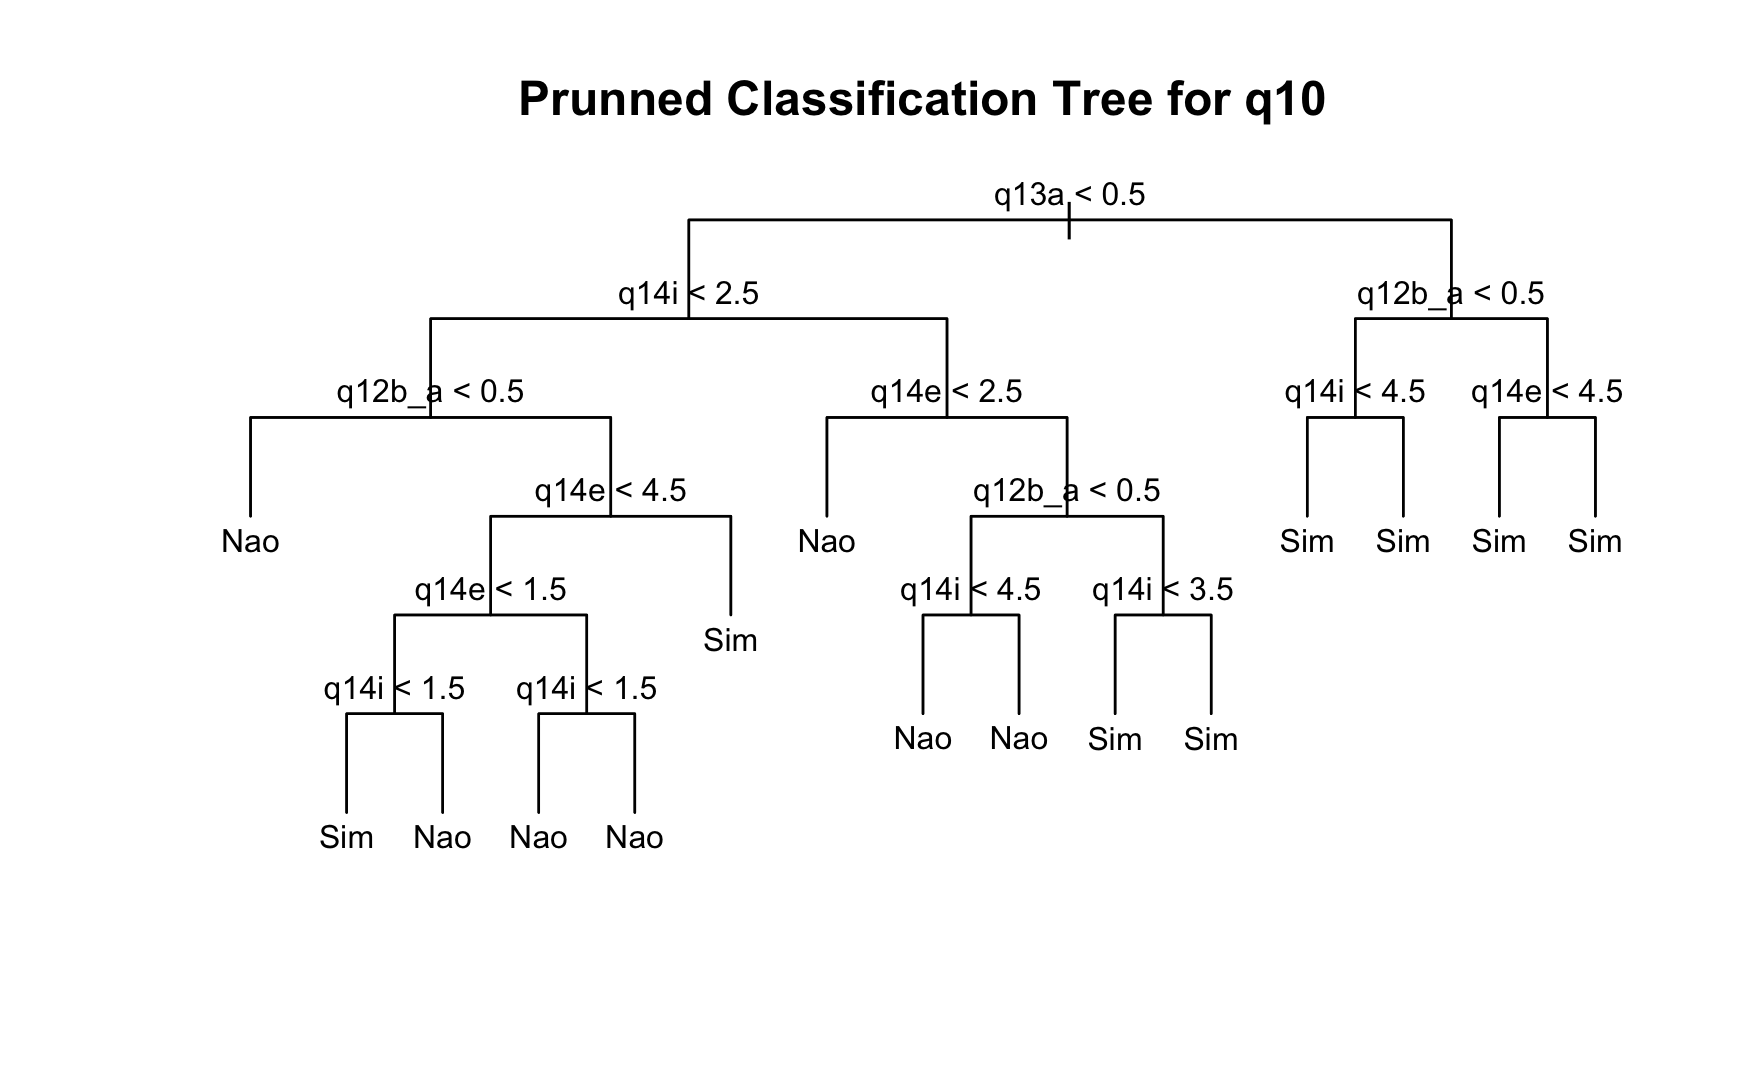 Prunned Classification Tree for q10
q13a < 0.5
q14i < 2.5
q12b_a < 0.5
q12b_a < 0.5
q14e < 2.5
q14i < 4.5
q14e < 4.5
q14e < 4.5
q12b_a < 0.5
Nao
Nao
Sim
Sim
Sim
Sim
q14e < 1.5
q14i < 4.5
q14i < 3.5
Sim
q14i < 1.5
q14i < 1.5
Nao
Nao
Sim
Sim
Sim
Nao
Nao
Nao